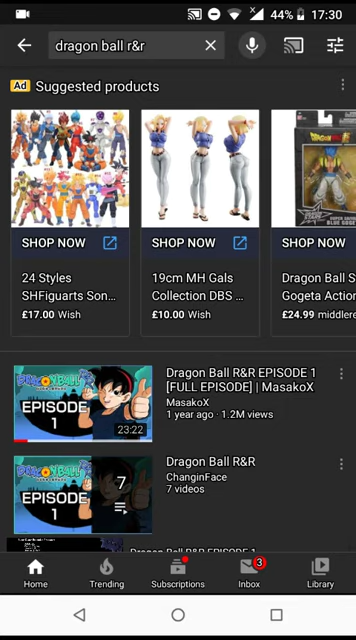 44% 17:30
dragon ball r&r
Ad Suggested products
SHOP NOW
SHOP NOW
SHOP NOW
24 Styles
SHFiguarts Son...
£17.00 Wish
19cm MH Gals
Collection DBS ...
£10.00 Wish
Dragon Ball S
Gogeta Action
£24.99 middlere
EPISODE
1
23:22
Dragon Ball R&R EPISODE 1
[FULL EPISODE] | MasakoX
MasakoX
1 year ago · 1.2M views
EPISODE
1
7
Dragon Ball R&R
ChanginFace
7 videos
Dragon Ball R&R EPISODE 1
Home
Trending
Subscriptions
3
Inbox
Library